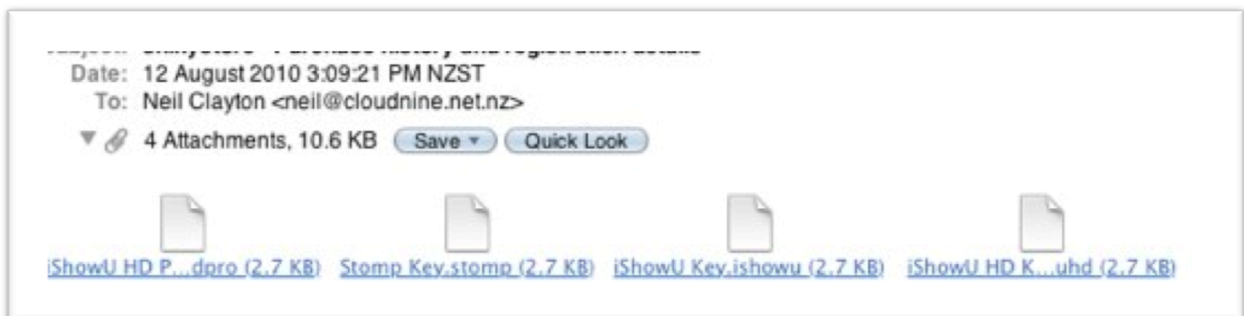 Date: 12 August 2010 3:09:21 PM NZST
To: Neil Clayton <neil@cloudnine.net.nz>
4 Attachments, 10.6 KB Save Quick Look
iShowU HD P...dpro (2.7 KB) Stomp Key.stomp (2.7 KB) iShowU Key.ishowu (2.7 KB) iShowU HD K...uhd (2.7 KB)